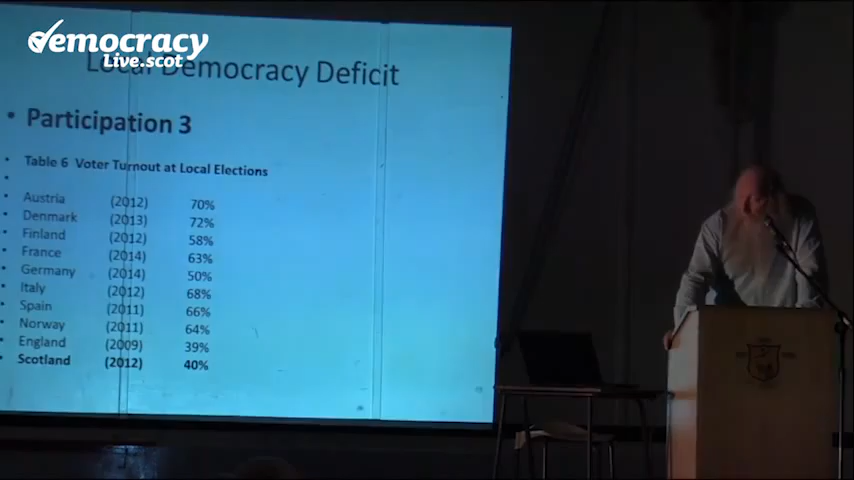 democracy
Live.scot
Local Democracy Deficit
• Participation 3
• Table 6 Voter Turnout at Local Elections
•
• Austria (2012) 70%
• Denmark (2013) 72%
• Finland (2012) 58%
• France (2014) 63%
• Germany (2014) 50%
• Italy (2012) 68%
• Spain (2011) 66%
• Norway (2011) 64%
• England (2009) 39%
• Scotland (2012) 40%